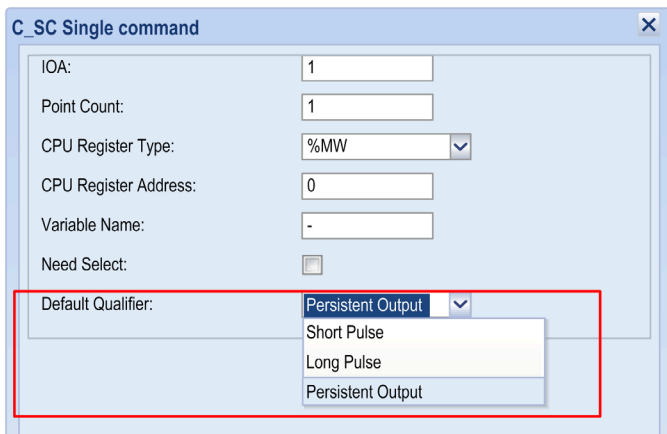 C_SC Single command
IOA: 1
Point Count: 1
CPU Register Type: %MW
CPU Register Address: 0
Variable Name: -
Need Select:
Default Qualifier: Persistent Output
Short Pulse
Long Pulse
Persistent Output